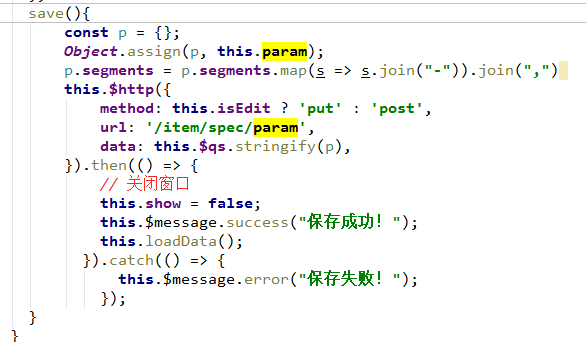 save(){
const p = {};
Object.assign(p, this.param);
p.segments = p.segments.map(s => s.join("-")).join(",")
this.$http({
method: this.isEdit ? 'put' : 'post',
url: '/item/spec/param',
data: this.$qs.stringify(p),
}).then(() => {
// 关闭窗口
this.show = false;
this.$message.success("保存成功！");
this.loadData();
}).catch(() => {
this.$message.error("保存失败！");
});
}
}